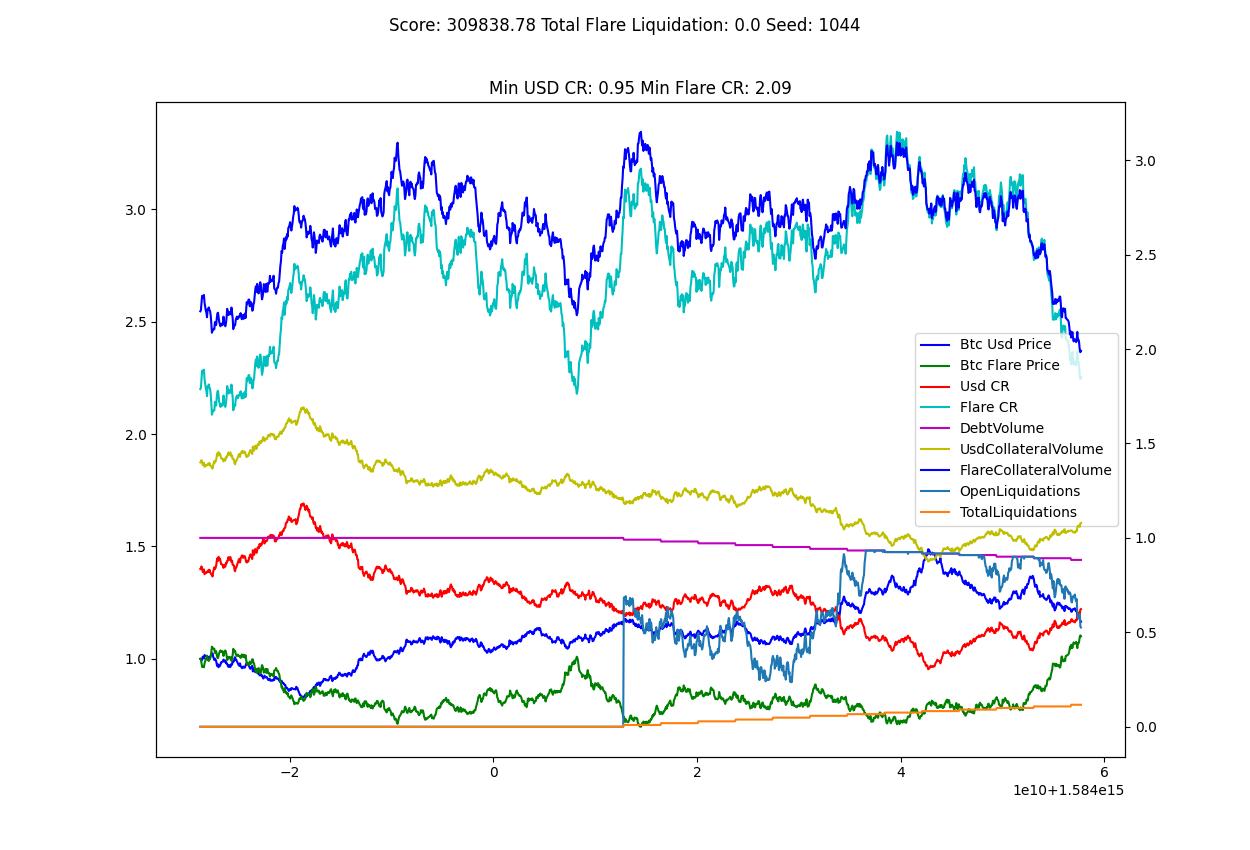 Score: 309838.78 Total Flare Liquidation: 0.0 Seed: 1044
Min USD CR: 0.95 Min Flare CR: 2.09
3.0
2.5
2.0
1.5
1.0
3.0
2.5
2.0
1.5
1.0
0.5
0.0
Btc Usd Price
Btc Flare Price
Usd CR
Flare CR
DebtVolume
UsdCollateralVolume
FlareCollateralVolume
OpenLiquidations
TotalLiquidations
−2 0 2 4 6
1e10+1.584e15